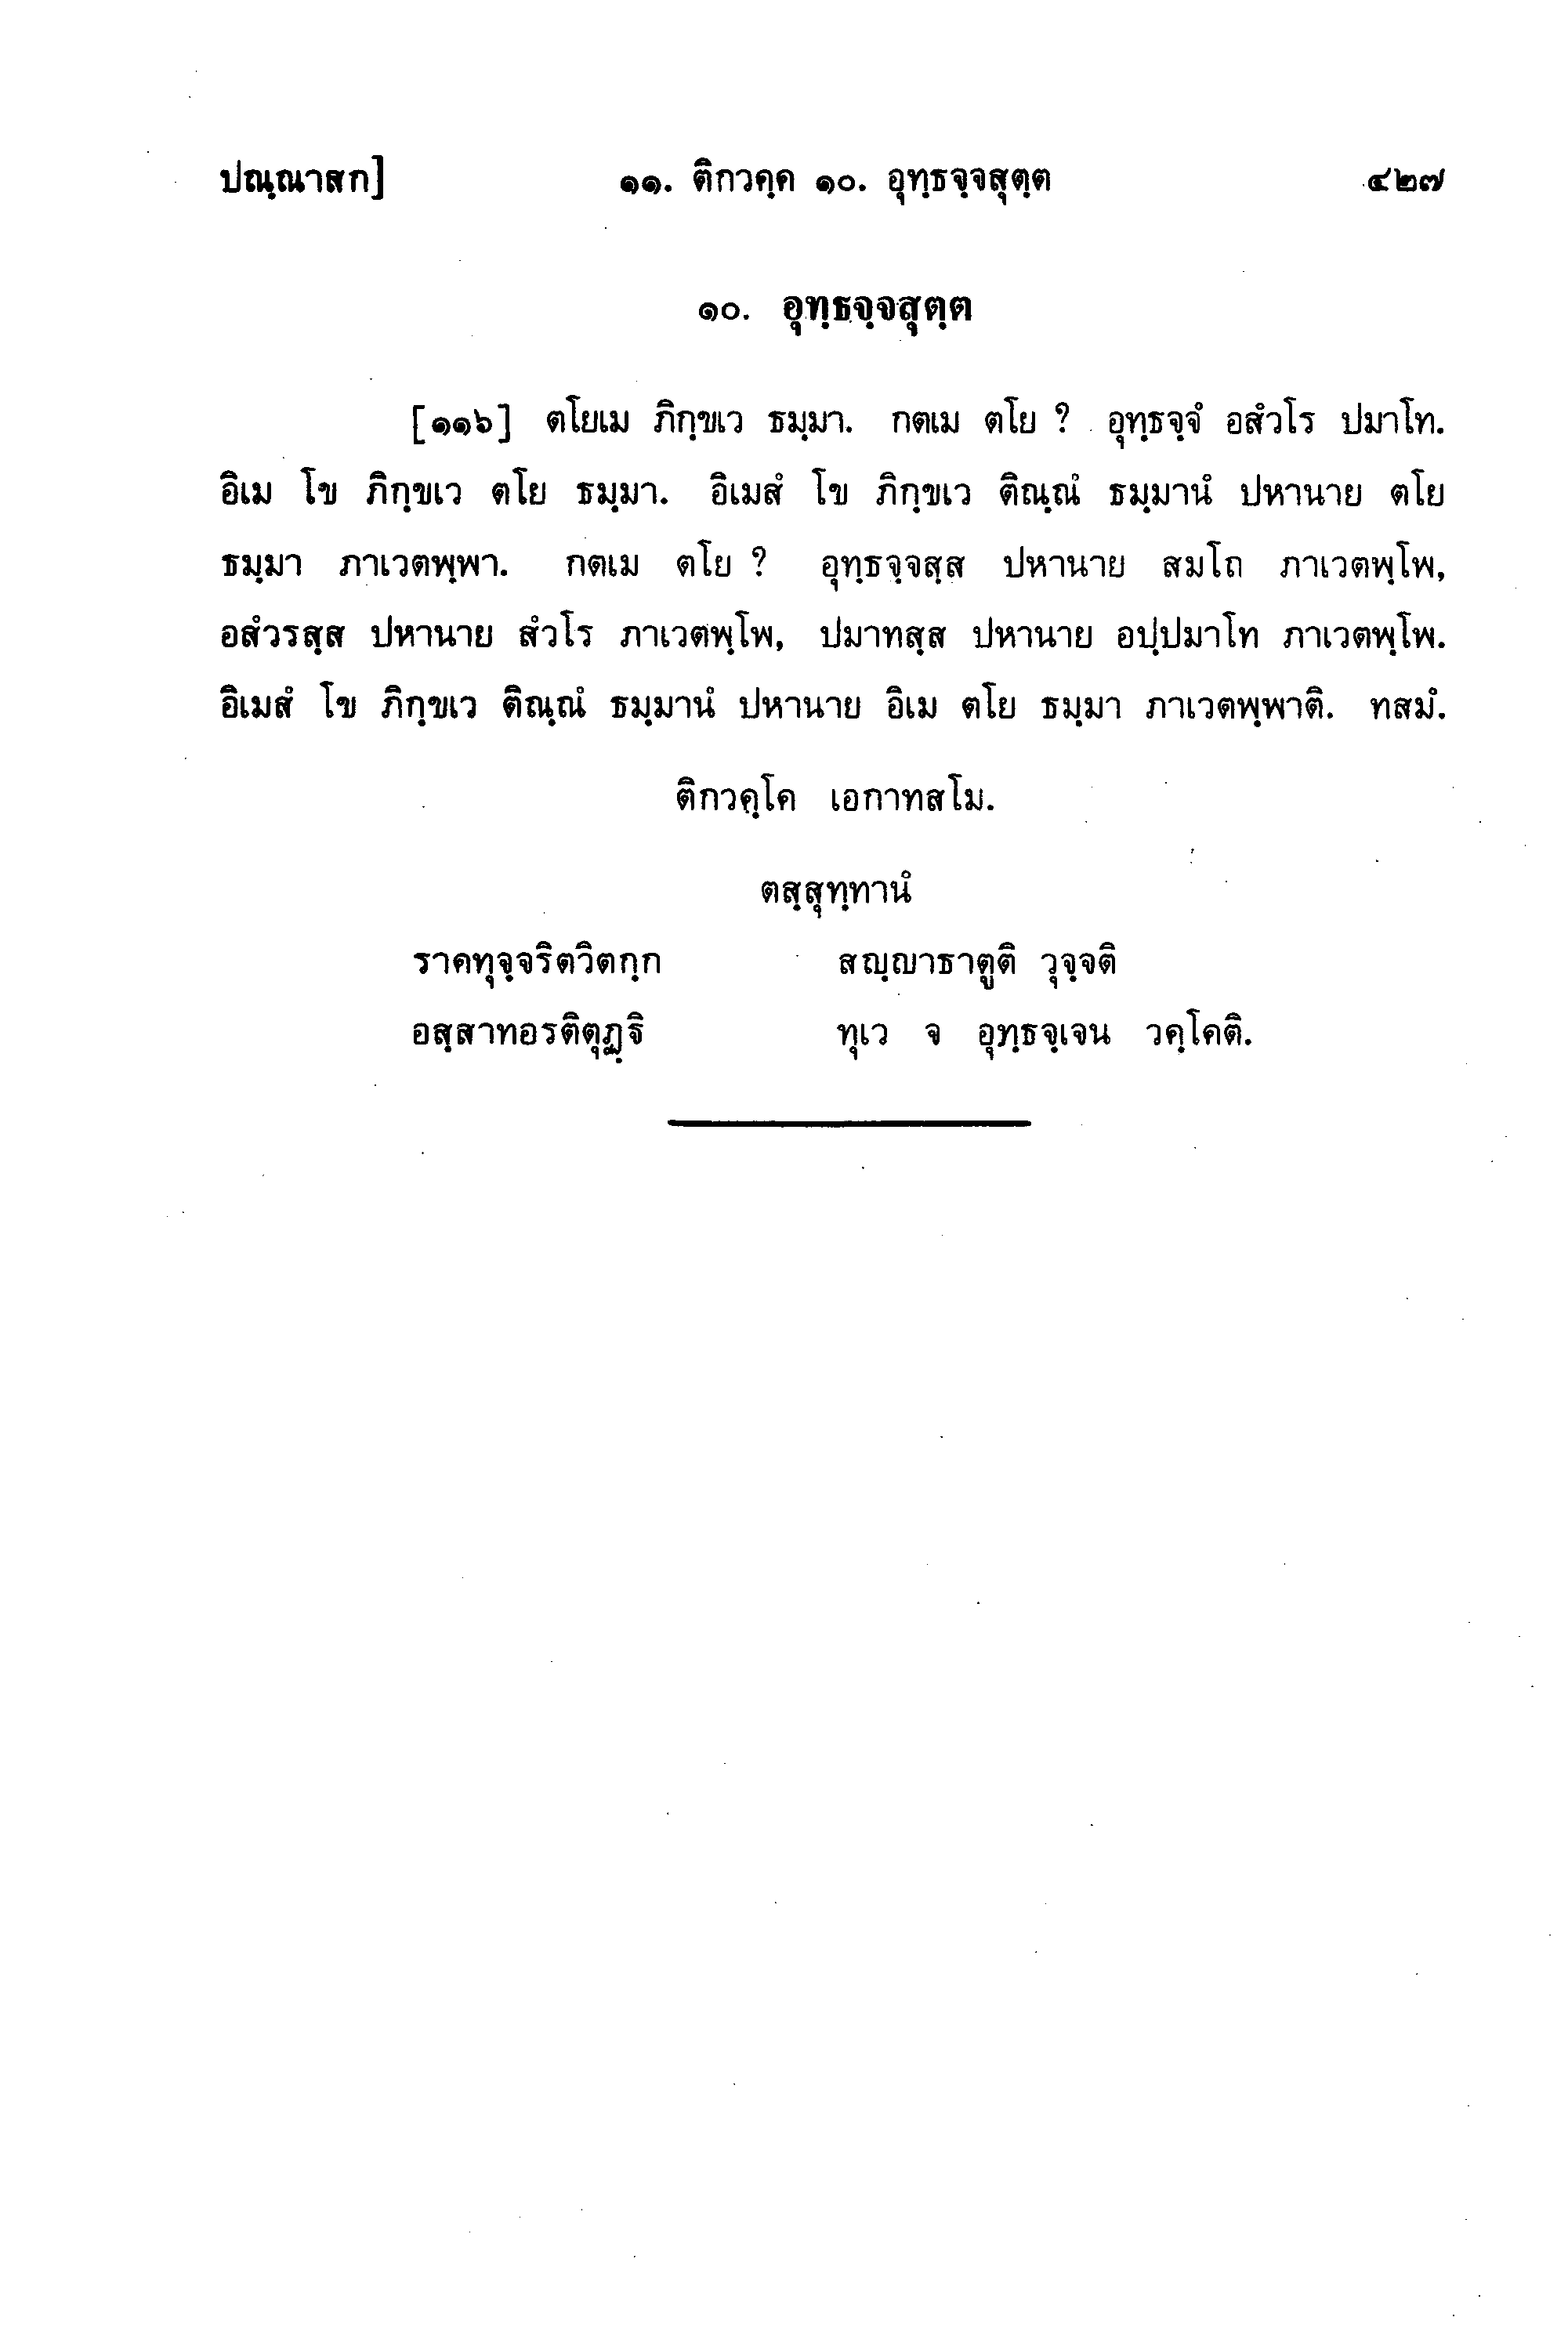 ปณฺณาสก] ๑๑. ติกวคฺค ๑๐. อุทฺธจฺจสุตฺต ๔๒๗
๑๐. อุทฺธจฺจสุตฺต
[๑๑๖] ตโยเม ภิกฺขเว ธมฺมา. กตเม ตโย ? อุทฺธจฺจํ อสํวโร ปมาโท.
อิเม โข ภิกฺขเว ตโย ธมฺมา. อิเมสํ โข ภิกฺขเว ติณฺณํ ธมฺมานํ ปหานาย ตโย
ธมฺมา ภาเวตพฺพา. กตเม ตโย ? อุทฺธจฺจสฺส ปหานาย สมโถ ภาเวตพฺโพ,
อสํวรสฺส ปหานาย สํวโร ภาเวตพฺโพ, ปมาทสฺส ปหานาย อปฺปมาโท ภาเวตพฺโพ.
อิเมสํ โข ภิกฺขเว ติณฺณํ ธมฺมานํ ปหานาย อิเม ตโย ธมฺมา ภาเวตพฺพาติ. ทสมํ.
ติกวคฺโค เอกาทสโม.
ตสฺสุทฺทานํ
ราคทุจฺจริตวิตกฺก สญฺญาธาตูติ วุจฺจติ
อสฺสาทอรติตุฏฺฐิ ทุเว จ อุทฺธจฺเจน วคฺโคติ.